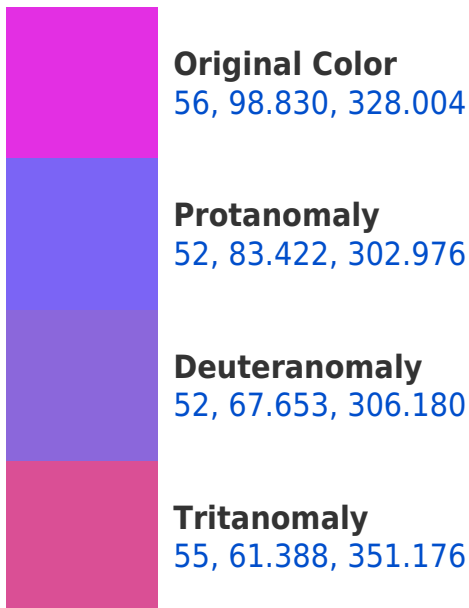 Original Color
56, 98.830, 328.004
Protanomaly
52, 83.422, 302.976
Deuteranomaly
52, 67.653, 306.180
Tritanomaly
55, 61.388, 351.176